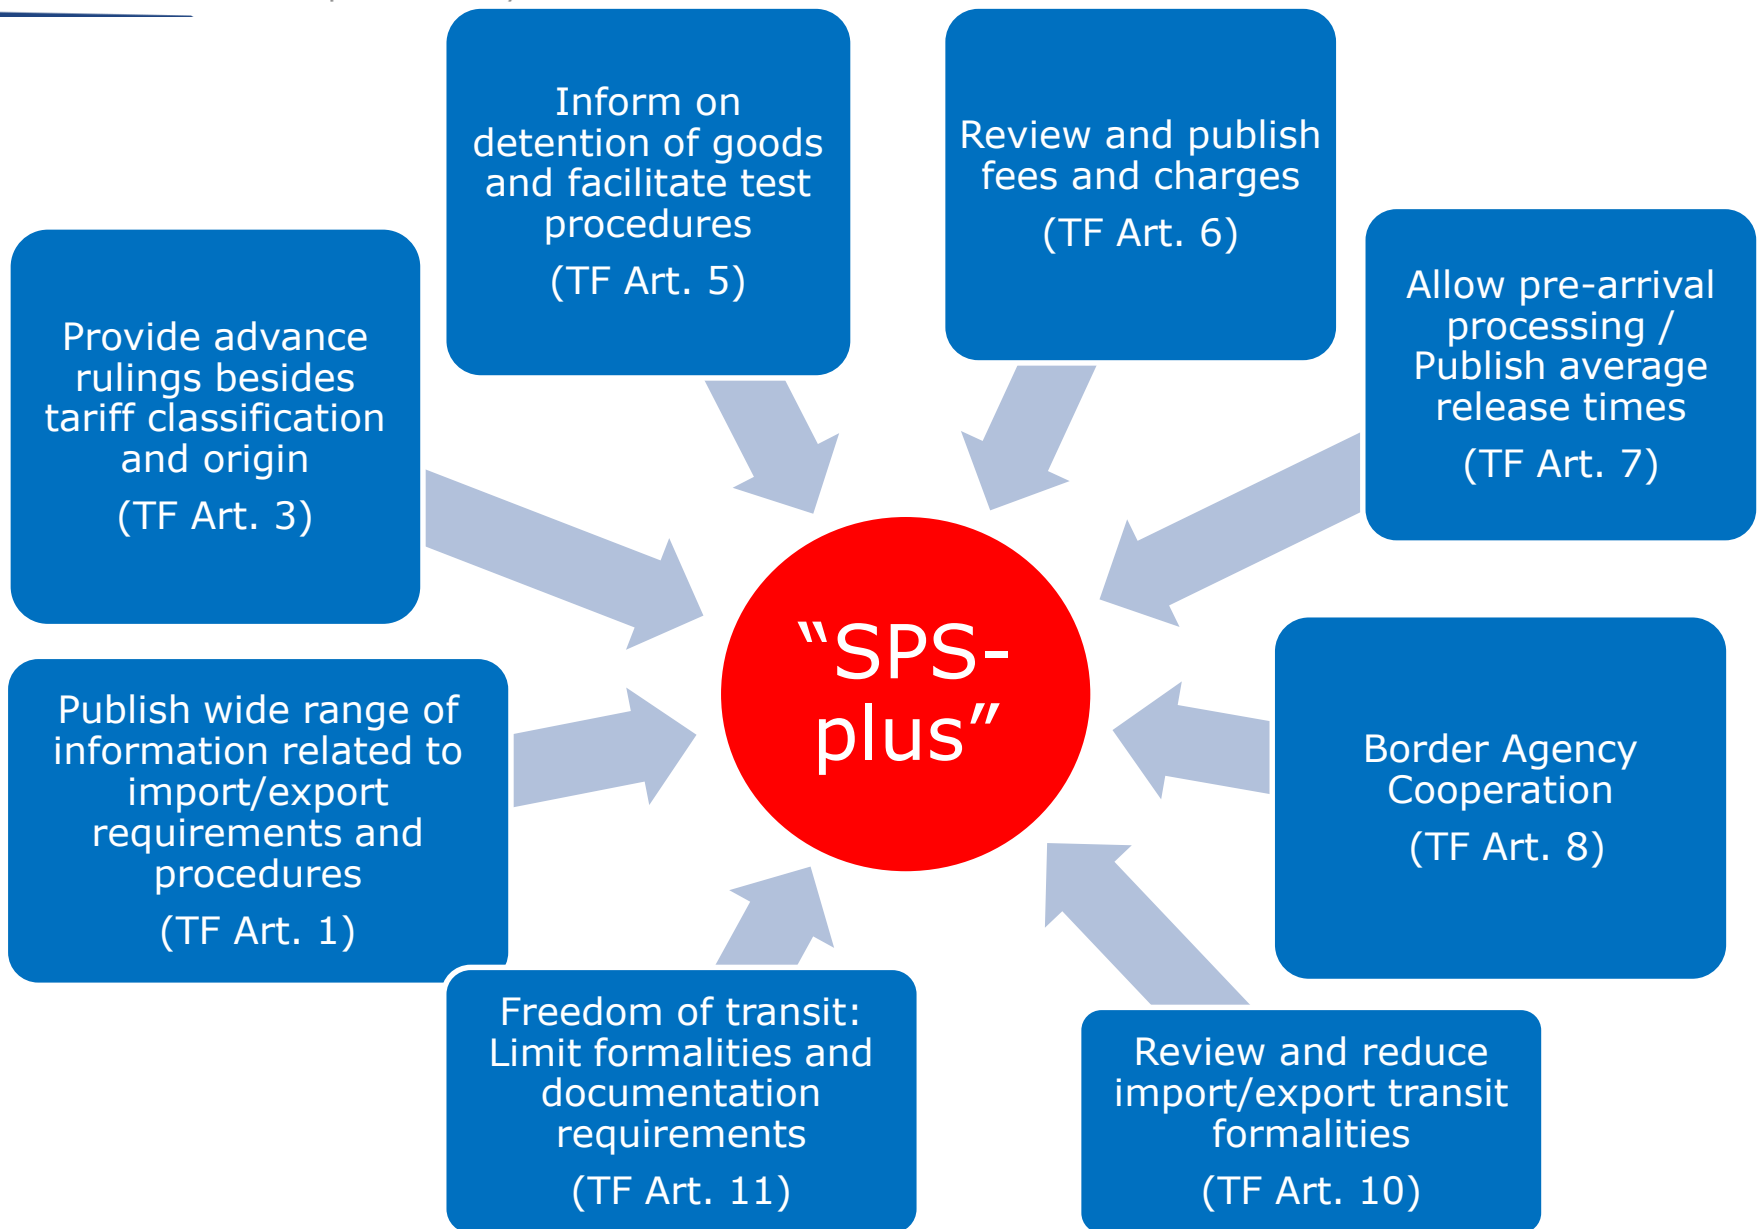 Inform on
detention of goods
and facilitate test
procedures
(TF Art. 5)
Review and publish
fees and charges
(TF Art. 6)
Allow pre-arrival
processing /
Publish average
release times
(TF Art. 7)
Provide advance
rulings besides
tariff classification
and origin
(TF Art. 3)
“SPS-
plus”
Publish wide range of
information related to
import/export
requirements and
procedures
(TF Art. 1)
Border Agency
Cooperation
(TF Art. 8)
Freedom of transit:
Limit formalities and
documentation
requirements
(TF Art. 11)
Review and reduce
import/export transit
formalities
(TF Art. 10)